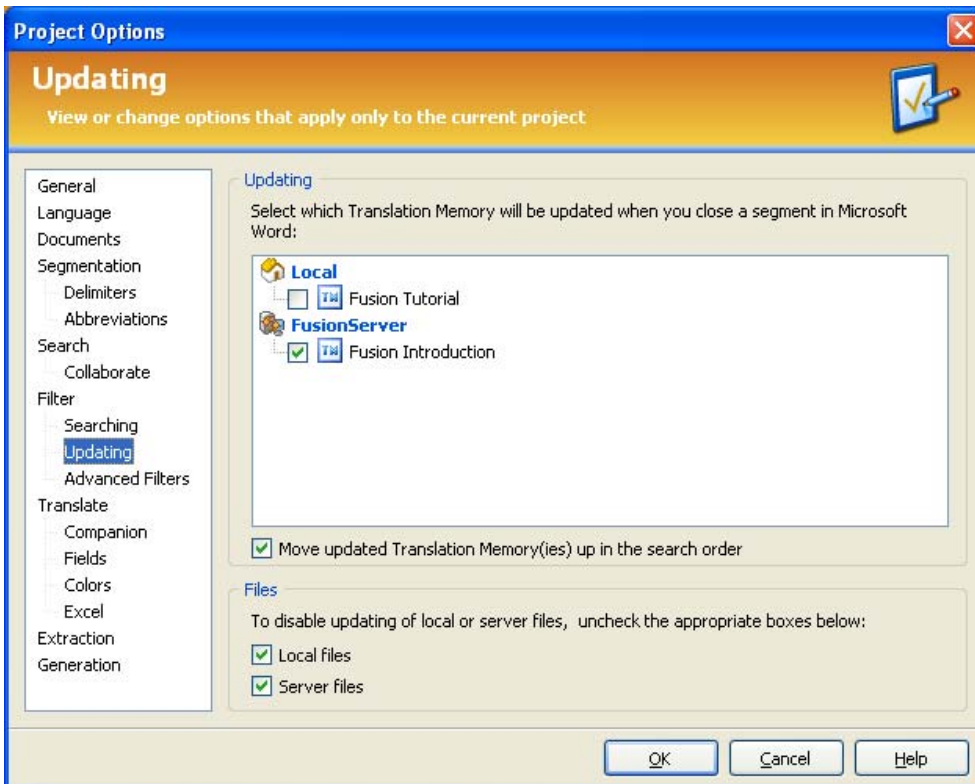 Project Options
Updating
View or change options that apply only to the current project
General
Language
Documents
Segmentation
Delimiters
Abbreviations
Search
Collaborate
Filter
Searching
Updating
Advanced Filters
Translate
Companion
Fields
Colors
Excel
Extraction
Generation
Updating
Select which Translation Memory will be updated when you close a segment in Microsoft
Word:
Local
TM Fusion Tutorial
FusionServer
TM Fusion Introduction
Move updated Translation Memory(ies) up in the search order
Files
To disable updating of local or server files, uncheck the appropriate boxes below:
Local files
Server files
OK
Cancel
Help